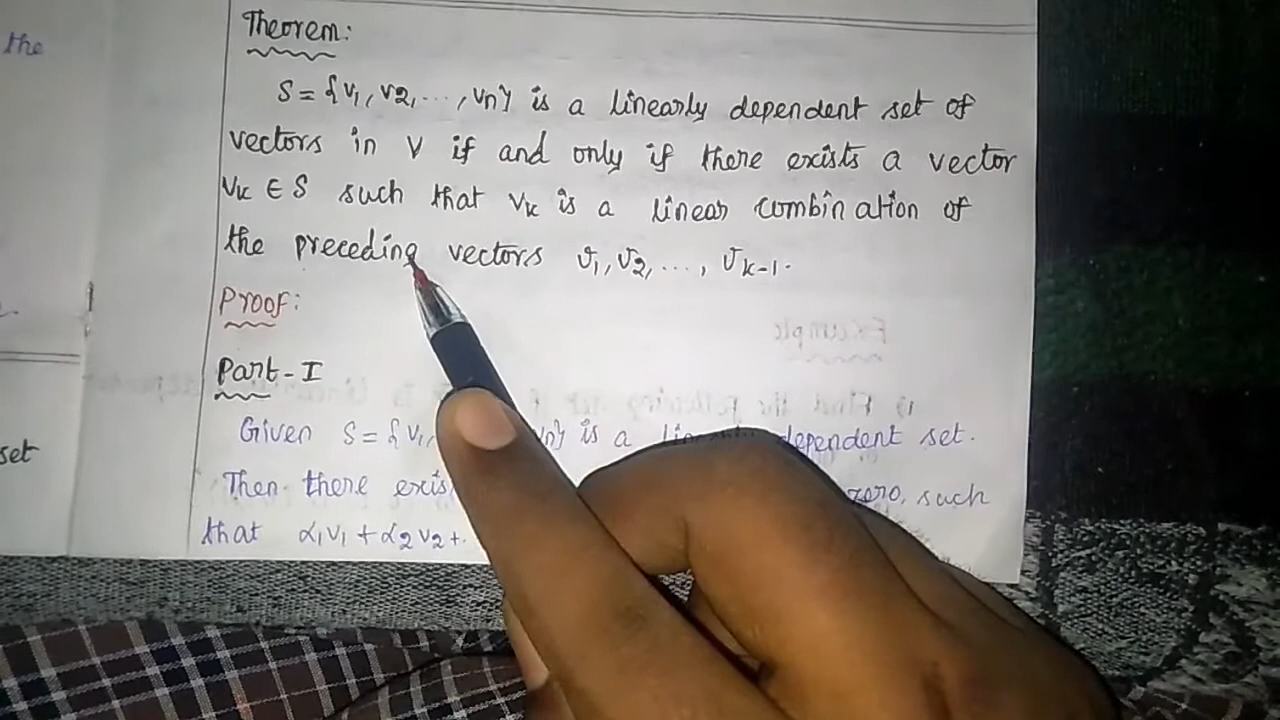 the
set
Theorem:
S = {v₁, v₂, ..., vn} is a linearly dependent set of
vectors in V if and only if there exists a vector
vk ∈ S such that vk is a linear combination of
the preceding vectors v₁, v₂, ..., vk-1.
Proof:
Part-I
Given S = {v₁, vn} is a dependent set.
Then there zero, such
that α₁v₁ + α₂v₂ + .
Example